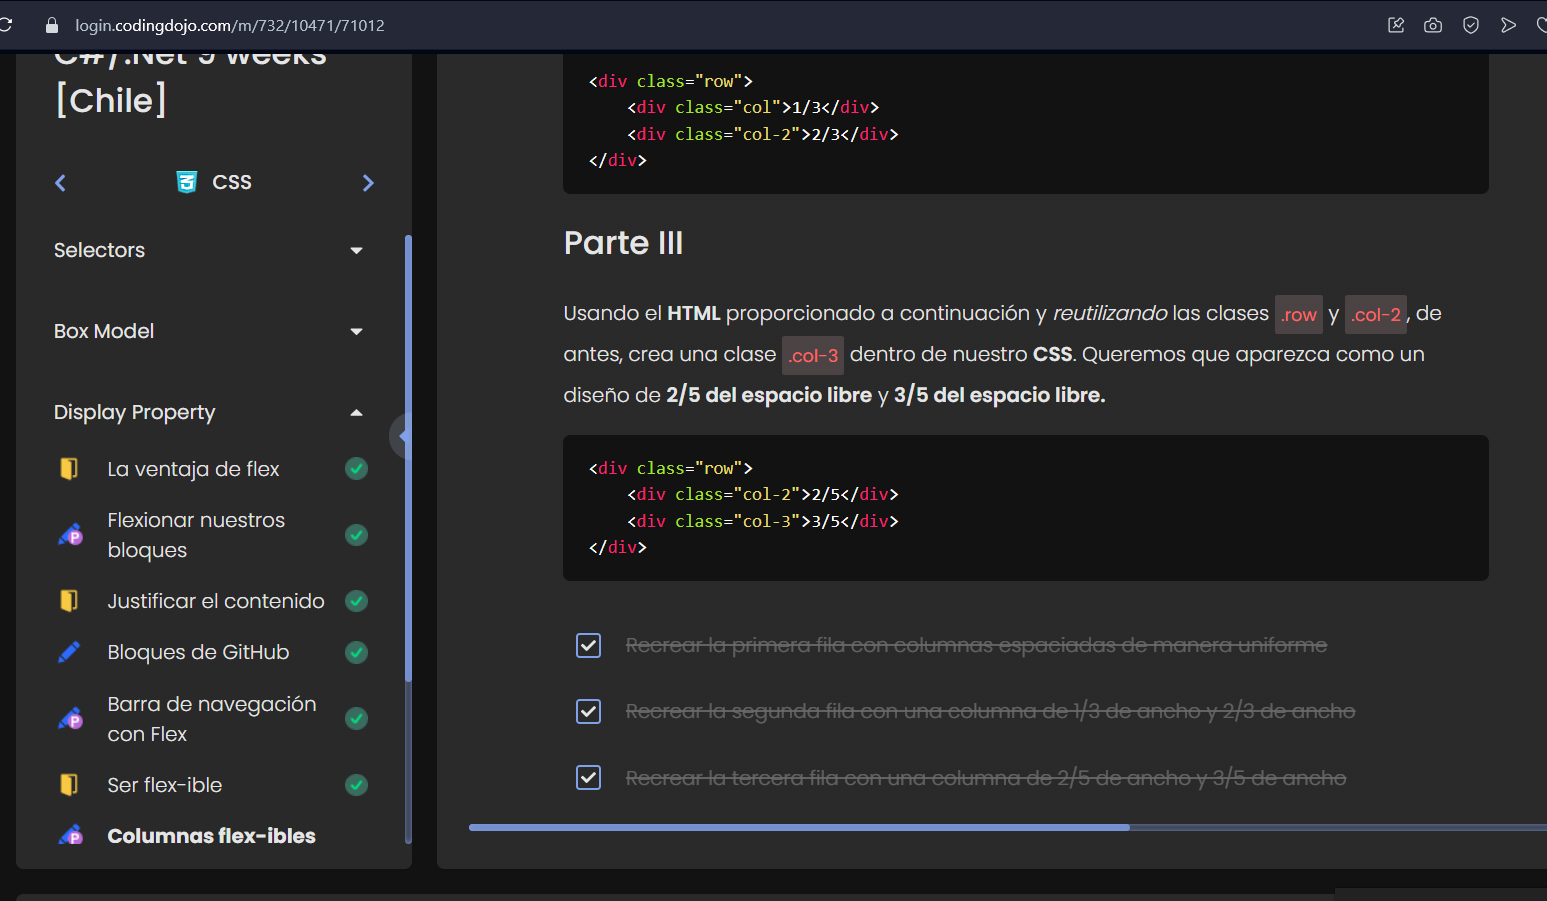 login.codingdojo.com/m/732/10471/71012
C#/.Net 9 weeks
[Chile]
CSS
Selectors
Box Model
Display Property
La ventaja de flex
Flexionar nuestros
bloques
Justificar el contenido
Bloques de GitHub
Barra de navegación
con Flex
Ser flex-ible
Columnas flex-ibles
<div class="row">
<div class="col">1/3</div>
<div class="col-2">2/3</div>
</div>
Parte III
Usando el HTML proporcionado a continuación y reutilizando las clases .row y .col-2, de
antes, crea una clase .col-3 dentro de nuestro CSS. Queremos que aparezca como un
diseño de 2/5 del espacio libre y 3/5 del espacio libre.
<div class="row">
<div class="col-2">2/5</div>
<div class="col-3">3/5</div>
</div>
Recrear la primera fila con columnas espaciadas de manera uniforme
Recrear la segunda fila con una columna de 1/3 de ancho y 2/3 de ancho
Recrear la tercera fila con una columna de 2/5 de ancho y 3/5 de ancho